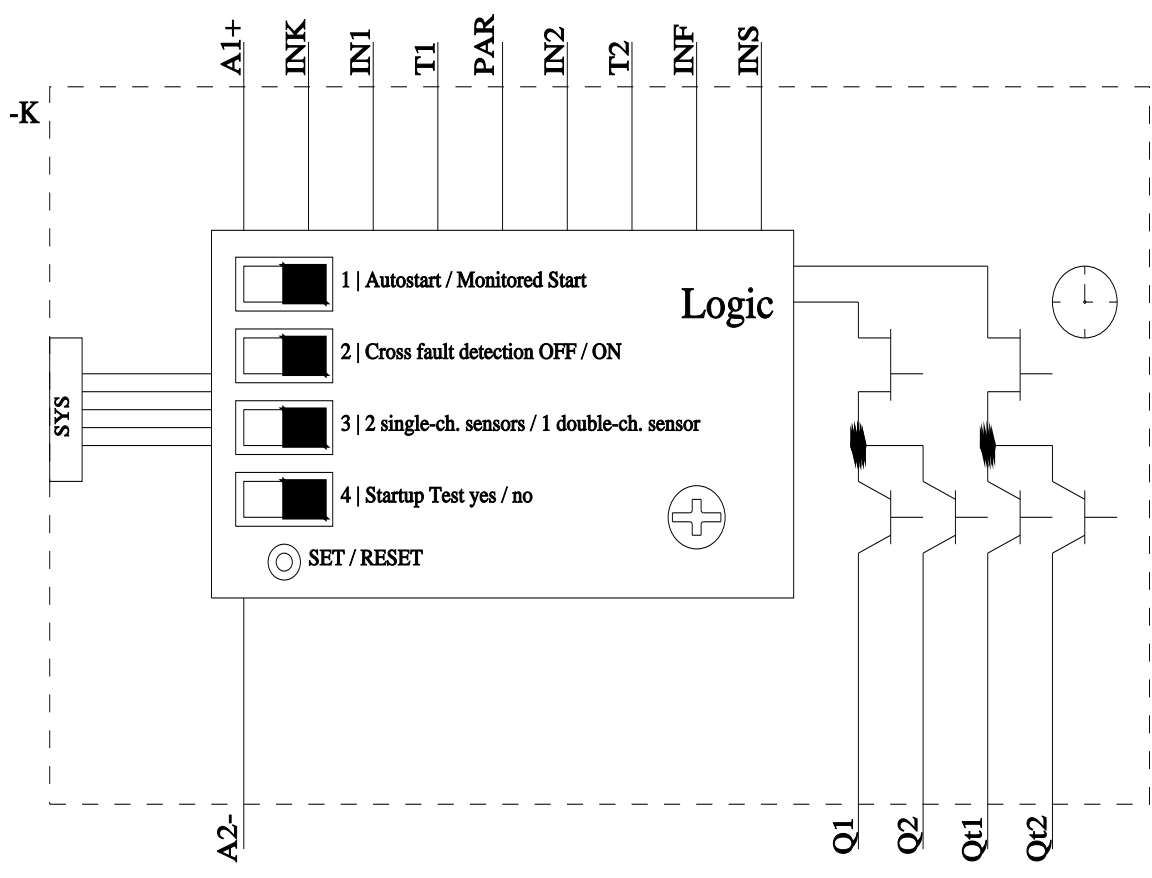 A1+
INK
IN1
T1
PAR
IN2
T2
INF
INS
-K
1 | Autostart / Monitored Start
Logic
2 | Cross fault detection OFF / ON
SYS
3 | 2 single-ch. sensors / 1 double-ch. sensor
4 | Startup Test yes / no
SET / RESET
A2-
Q1
Q2
Qt1
Qt2